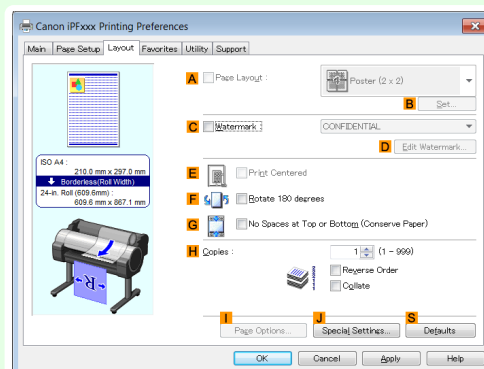 Canon iPFxxx Printing Preferences
Main Page Setup Layout Favorites Utility Support
A Page Layout : Poster (2 x 2)
B Set...
C Watermark : CONFIDENTIAL
D Edit Watermark...
ISO A4 :
210.0 mm x 297.0 mm
Borderless(Roll Width)
24-in. Roll (609.6mm) :
609.6 mm x 867.1 mm
E Print Centered
F Rotate 180 degrees
G No Spaces at Top or Bottom (Conserve Paper)
H Copies : 1 (1 - 999)
Reverse Order
Collate
R
I J S
Page Options... Special Settings... Defaults
OK Cancel Apply Help